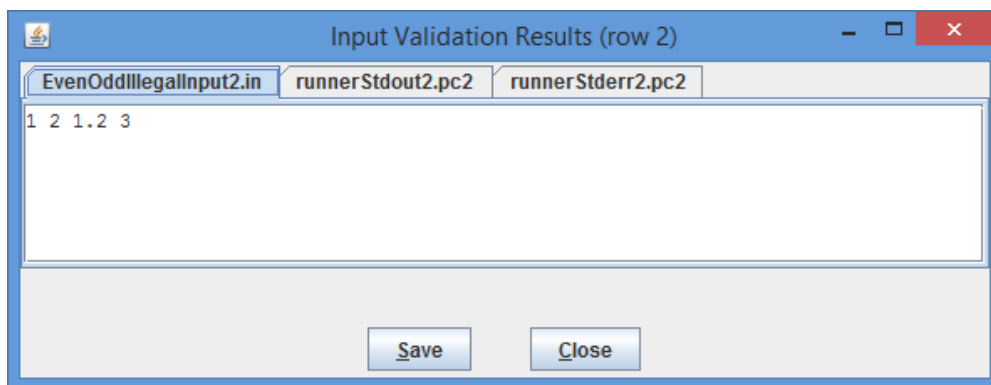 Input Validation Results (row 2)
EvenOddIllegalInput2.in runnerStdout2.pc2 runnerStderr2.pc2
1 2 1.2 3
Save Close